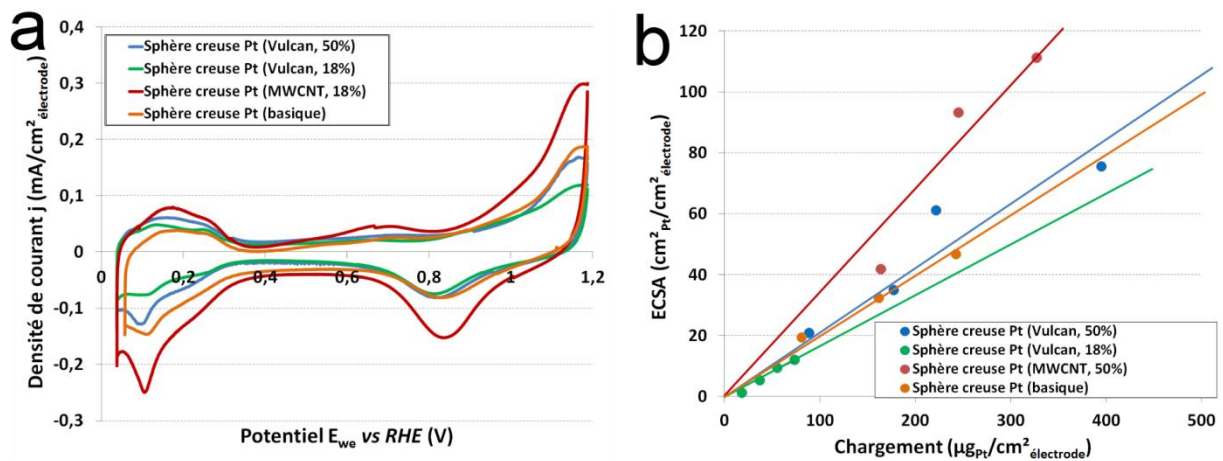 a
Densité de courant j (mA/cm²électrode)
0,4
0,3
0,2
0,1
0
-0,1
-0,2
-0,3
Sphère creuse Pt (Vulcan, 50%)
Sphère creuse Pt (Vulcan, 18%)
Sphère creuse Pt (MWCNT, 18%)
Sphère creuse Pt (basique)
0 0,2 0,4 0,6 0,8 1 1,2
Potentiel Ewe vs RHE (V)
b
ECSA (cm²Pt/cm²électrode)
120
100
80
60
40
20
0
Sphère creuse Pt (Vulcan, 50%)
Sphère creuse Pt (Vulcan, 18%)
Sphère creuse Pt (MWCNT, 50%)
Sphère creuse Pt (basique)
0 100 200 300 400 500
Chargement (µgPt/cm²électrode)